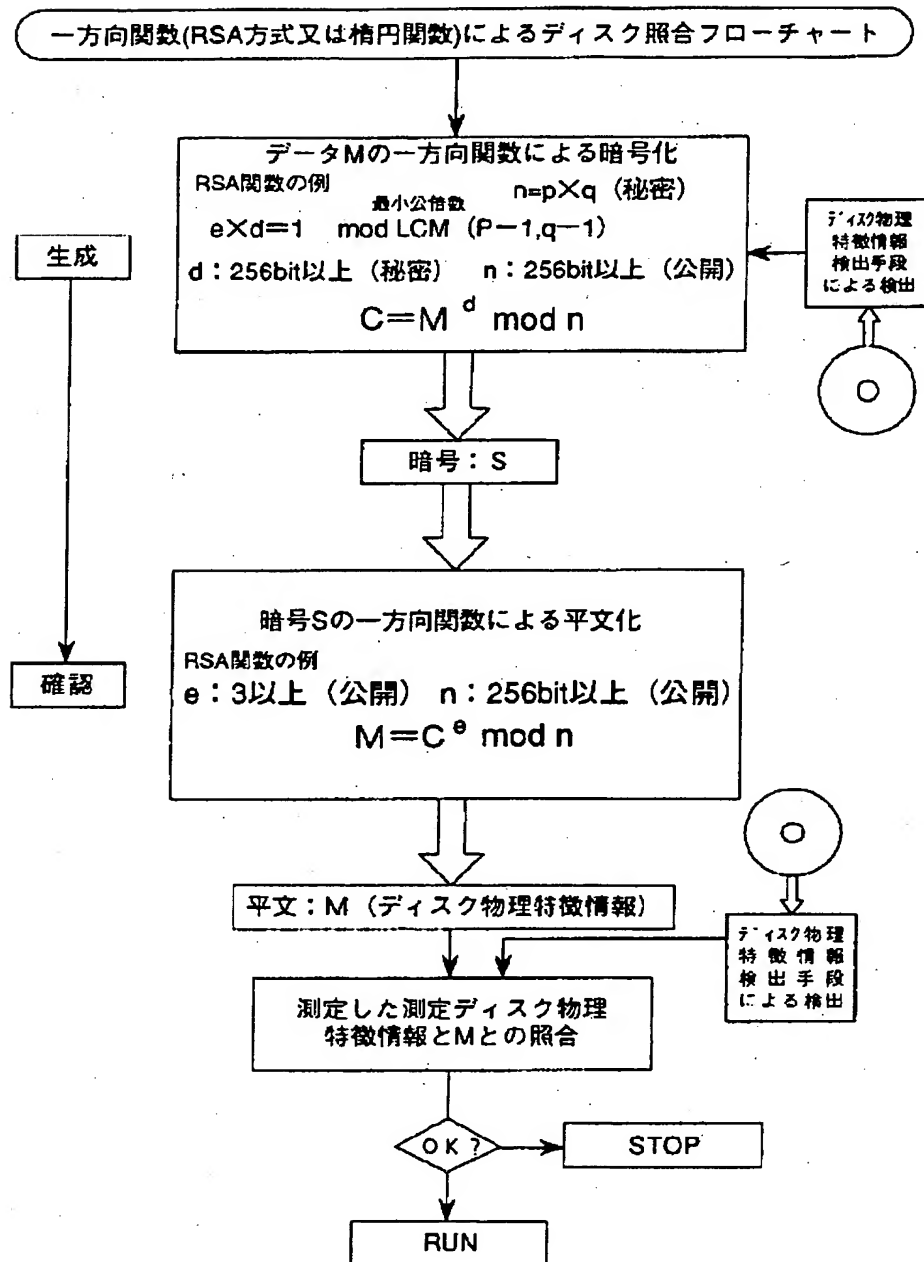 一方向関数(RSA方式又は楕円関数)によるディスク照合フローチャート
データMの一方向関数による暗号化
RSA関数の例 n=p×q (秘密)
最小公倍数
e×d=1 mod LCM (P-1,q-1)
d:256bit以上 (秘密) n:256bit以上 (公開)
C=M^d mod n
生成
ディスク物理
特徴情報
検出手段
による検出
暗号:S
暗号Sの一方向関数による平文化
RSA関数の例
e:3以上 (公開) n:256bit以上 (公開)
M=C^e mod n
確認
平文:M (ディスク物理特徴情報)
ディスク物理
特徴情報
検出手段
による検出
測定した測定ディスク物理
特徴情報とMとの照合
OK?
STOP
RUN